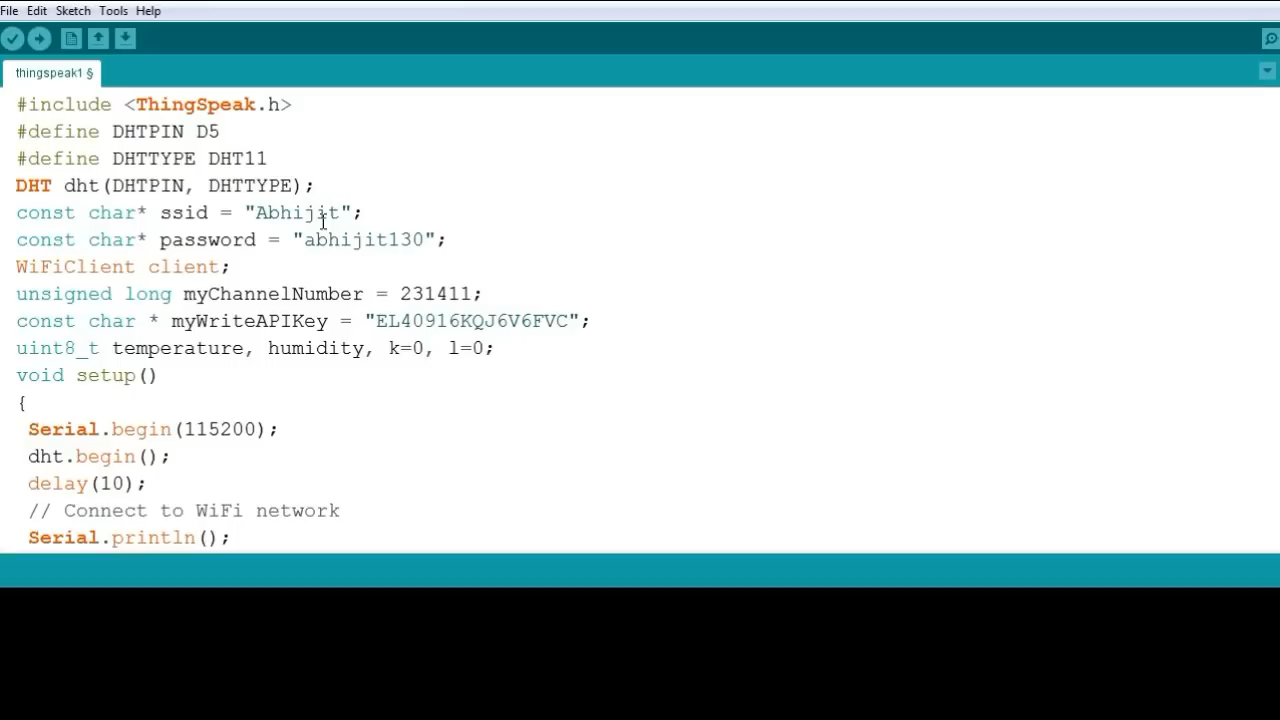 File Edit Sketch Tools Help
thingspeak1 §
#include <ThingSpeak.h>
#define DHTPIN D5
#define DHTTYPE DHT11
DHT dht(DHTPIN, DHTTYPE);
const char* ssid = "Abhijit";
const char* password = "abhijit130";
WiFiClient client;
unsigned long myChannelNumber = 231411;
const char * myWriteAPIKey = "EL40916KQJ6V6FVC";
uint8_t temperature, humidity, k=0, l=0;
void setup()
{
Serial.begin(115200);
dht.begin();
delay(10);
// Connect to WiFi network
Serial.println();